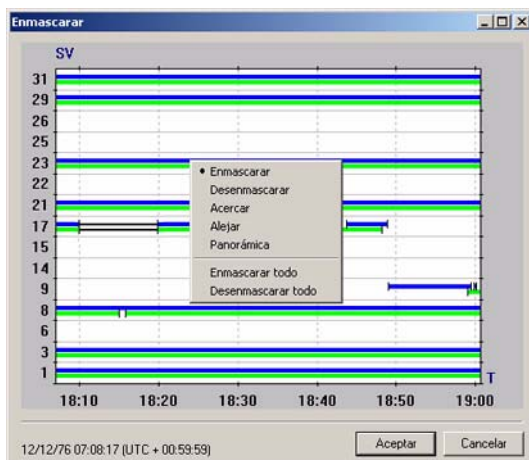 Enmascarar
SV
31
29
26
25
23
22
21
17
15
14
9
8
6
3
1
• Enmascarar
Desenmascarar
Acercar
Alejar
Panorámica
Enmascarar todo
Desenmascarar todo
T
18:10 18:20 18:30 18:40 18:50 19:00
12/12/76 07:08:17 (UTC + 00:59:59)
Aceptar
Cancelar